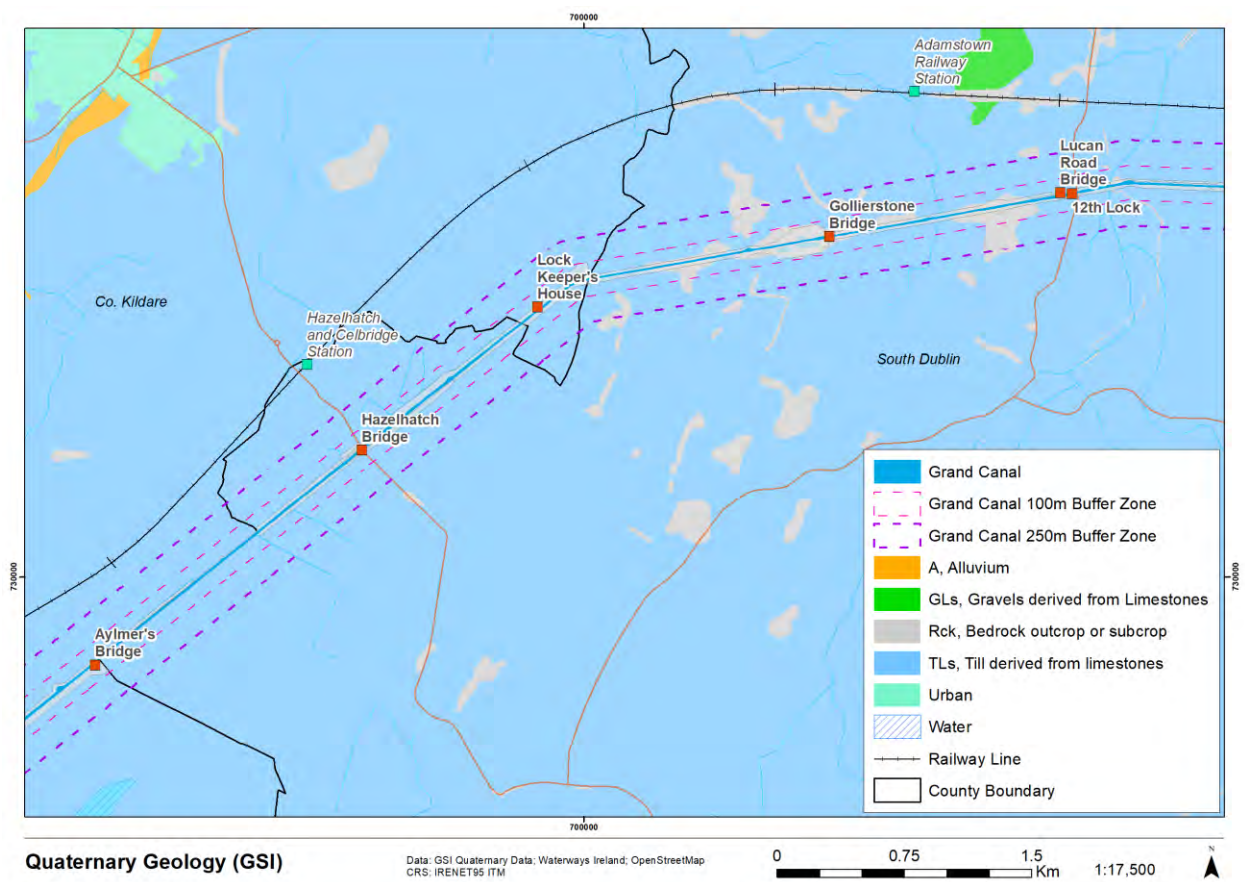 700000
Adamstown
Railway
Station
Lucan
Road
Bridge
12th Lock
Gollierstone
Bridge
Lock
Keeper's
House
Co. Kildare
Hazelhatch
and Celbridge
Station
South Dublin
Hazelhatch
Bridge
Aylmer's
Bridge
730000
730000
Grand Canal
Grand Canal 100m Buffer Zone
Grand Canal 250m Buffer Zone
A, Alluvium
GLs, Gravels derived from Limestones
Rck, Bedrock outcrop or subcrop
TLs, Till derived from limestones
Urban
Water
Railway Line
County Boundary
700000
Quaternary Geology (GSI)
Data: GSI Quaternary Data; Waterways Ireland; OpenStreetMap
CRS: IRENET95 ITM
0 0.75 1.5
Km
1:17,500
N